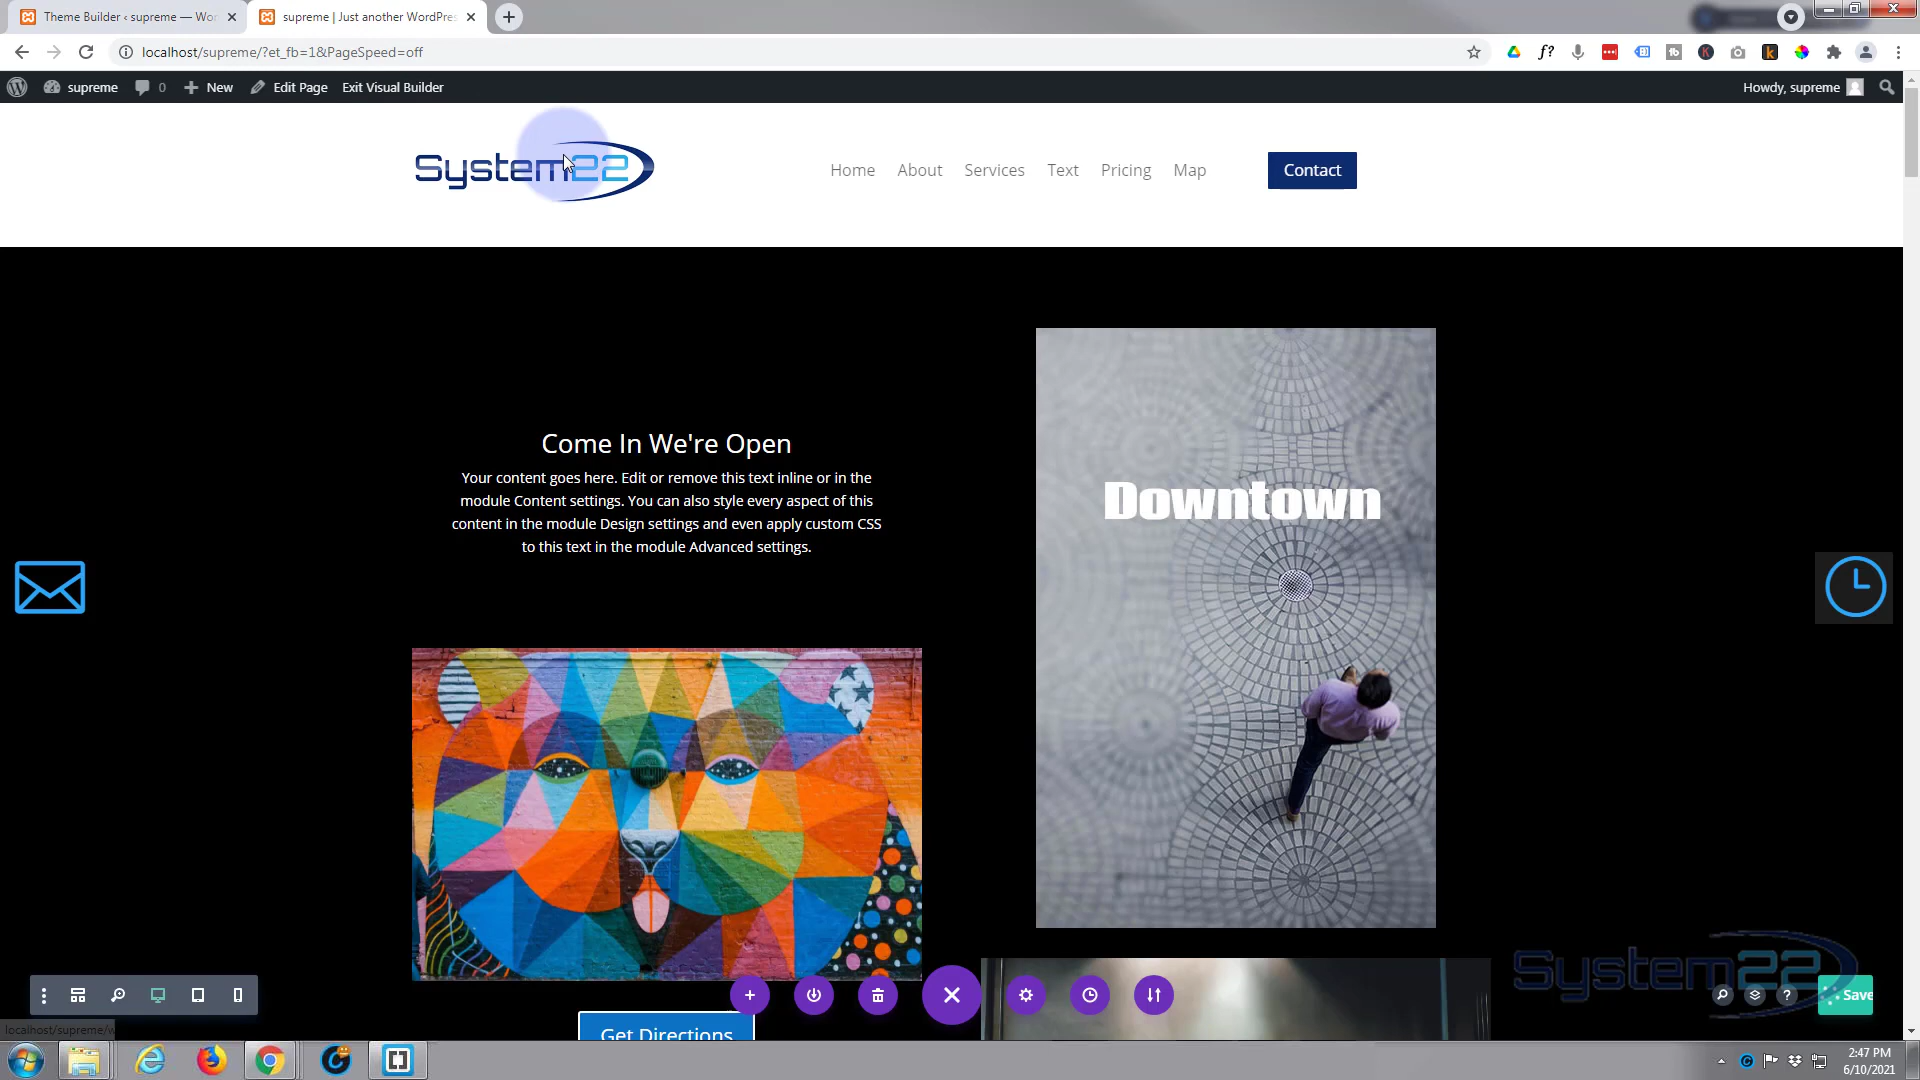 Theme Builder ‹ supreme — Wor
supreme | Just another WordPres
localhost/supreme/?et_fb=1&PageSpeed=off
supreme
0
New
Edit Page
Exit Visual Builder
Howdy, supreme
System22
Home
About
Services
Text
Pricing
Map
Contact
Come In We're Open
Your content goes here. Edit or remove this text inline or in the
module Content settings. You can also style every aspect of this
content in the module Design settings and even apply custom CSS
to this text in the module Advanced settings.
Downtown
Get Directions
System22
Save
localhost/supreme/w
2:47 PM
6/10/2021